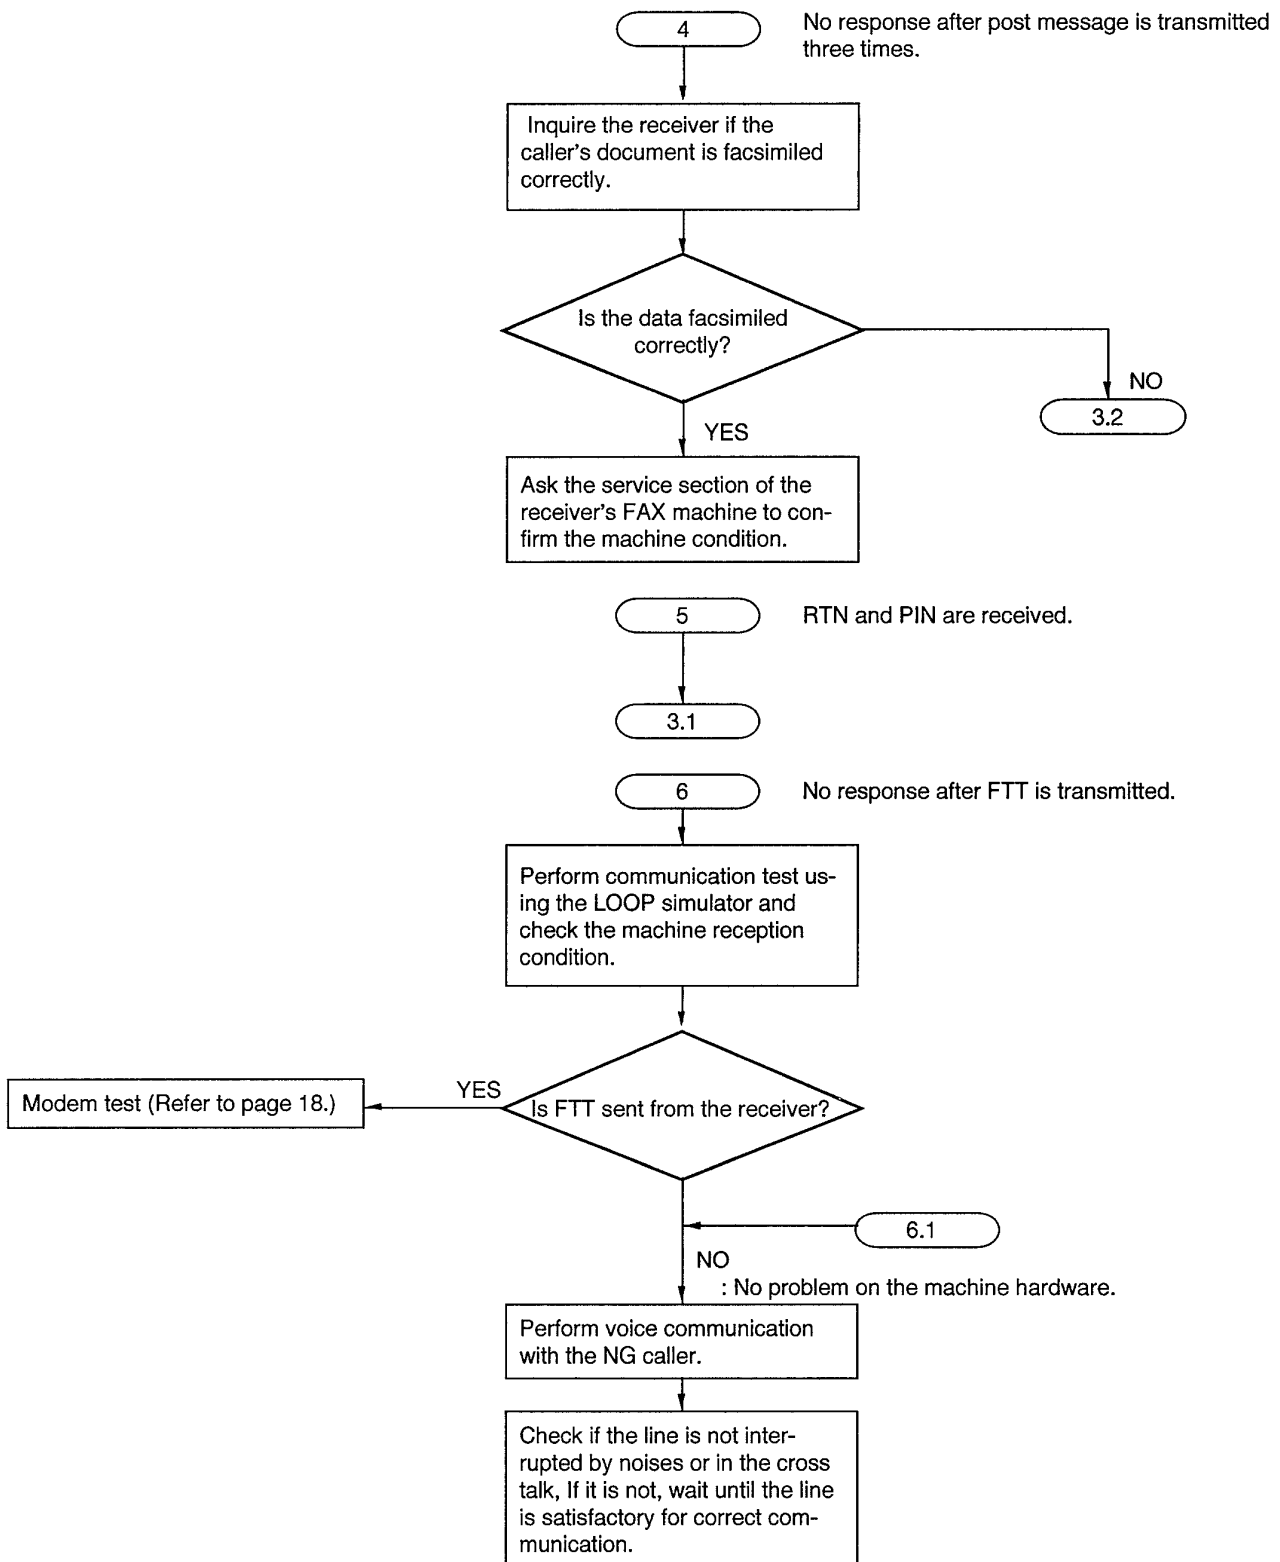 4
No response after post message is transmitted
three times.
Inquire the receiver if the
caller's document is facsimiled
correctly.
Is the data facsimiled
correctly?
NO
3.2
YES
Ask the service section of the
receiver's FAX machine to con-
firm the machine condition.
5
RTN and PIN are received.
3.1
6
No response after FTT is transmitted.
Perform communication test us-
ing the LOOP simulator and
check the machine reception
condition.
YES
Modem test (Refer to page 18.)
Is FTT sent from the receiver?
6.1
NO
: No problem on the machine hardware.
Perform voice communication
with the NG caller.
Check if the line is not inter-
rupted by noises or in the cross
talk, If it is not, wait until the line
is satisfactory for correct com-
munication.